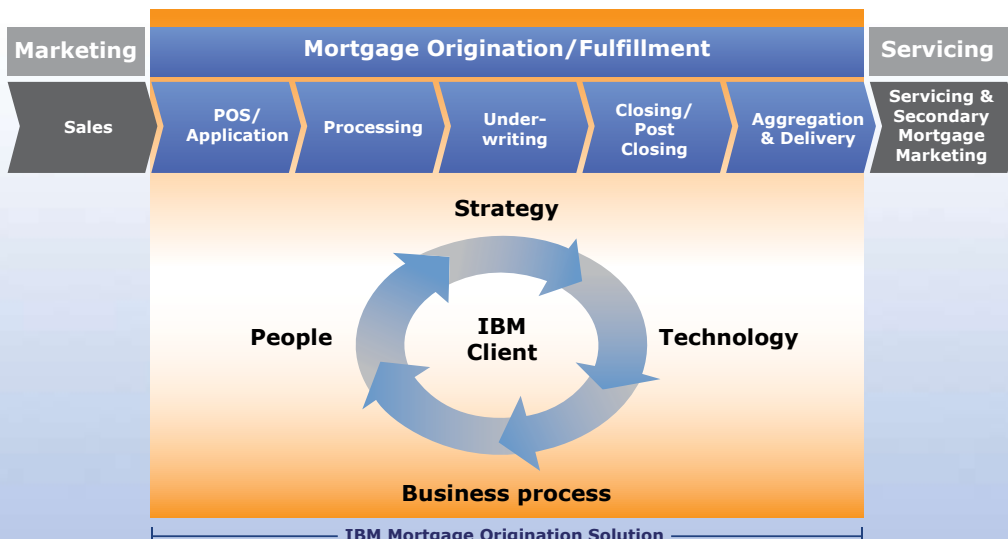 Marketing
Mortgage Origination/Fulfillment
Servicing
Sales
POS/
Application
Processing
Under-
writing
Closing/
Post
Closing
Aggregation
& Delivery
Servicing &
Secondary
Mortgage
Marketing
Strategy
People
IBM
Client
Technology
Business process
IBM Mortgage Origination Solution